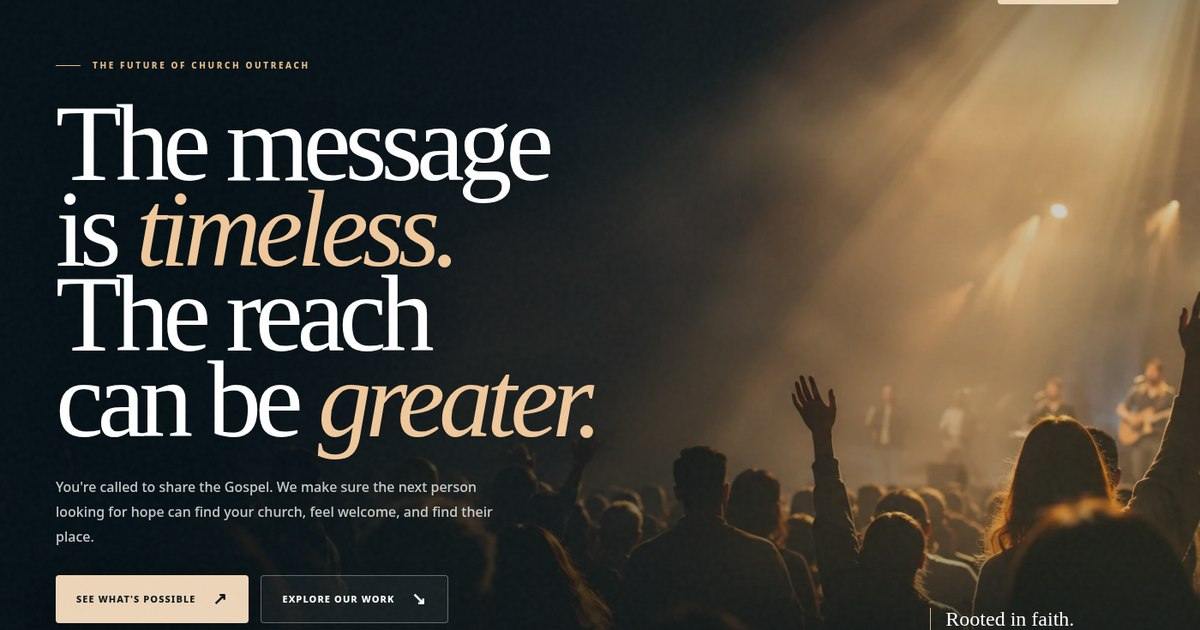 THE FUTURE OF CHURCH OUTREACH
The message
is timeless.
The reach
can be greater.
You're called to share the Gospel. We make sure the next person
looking for hope can find your church, feel welcome, and find their
place.
SEE WHAT'S POSSIBLE ↗
EXPLORE OUR WORK ↘
Rooted in faith.